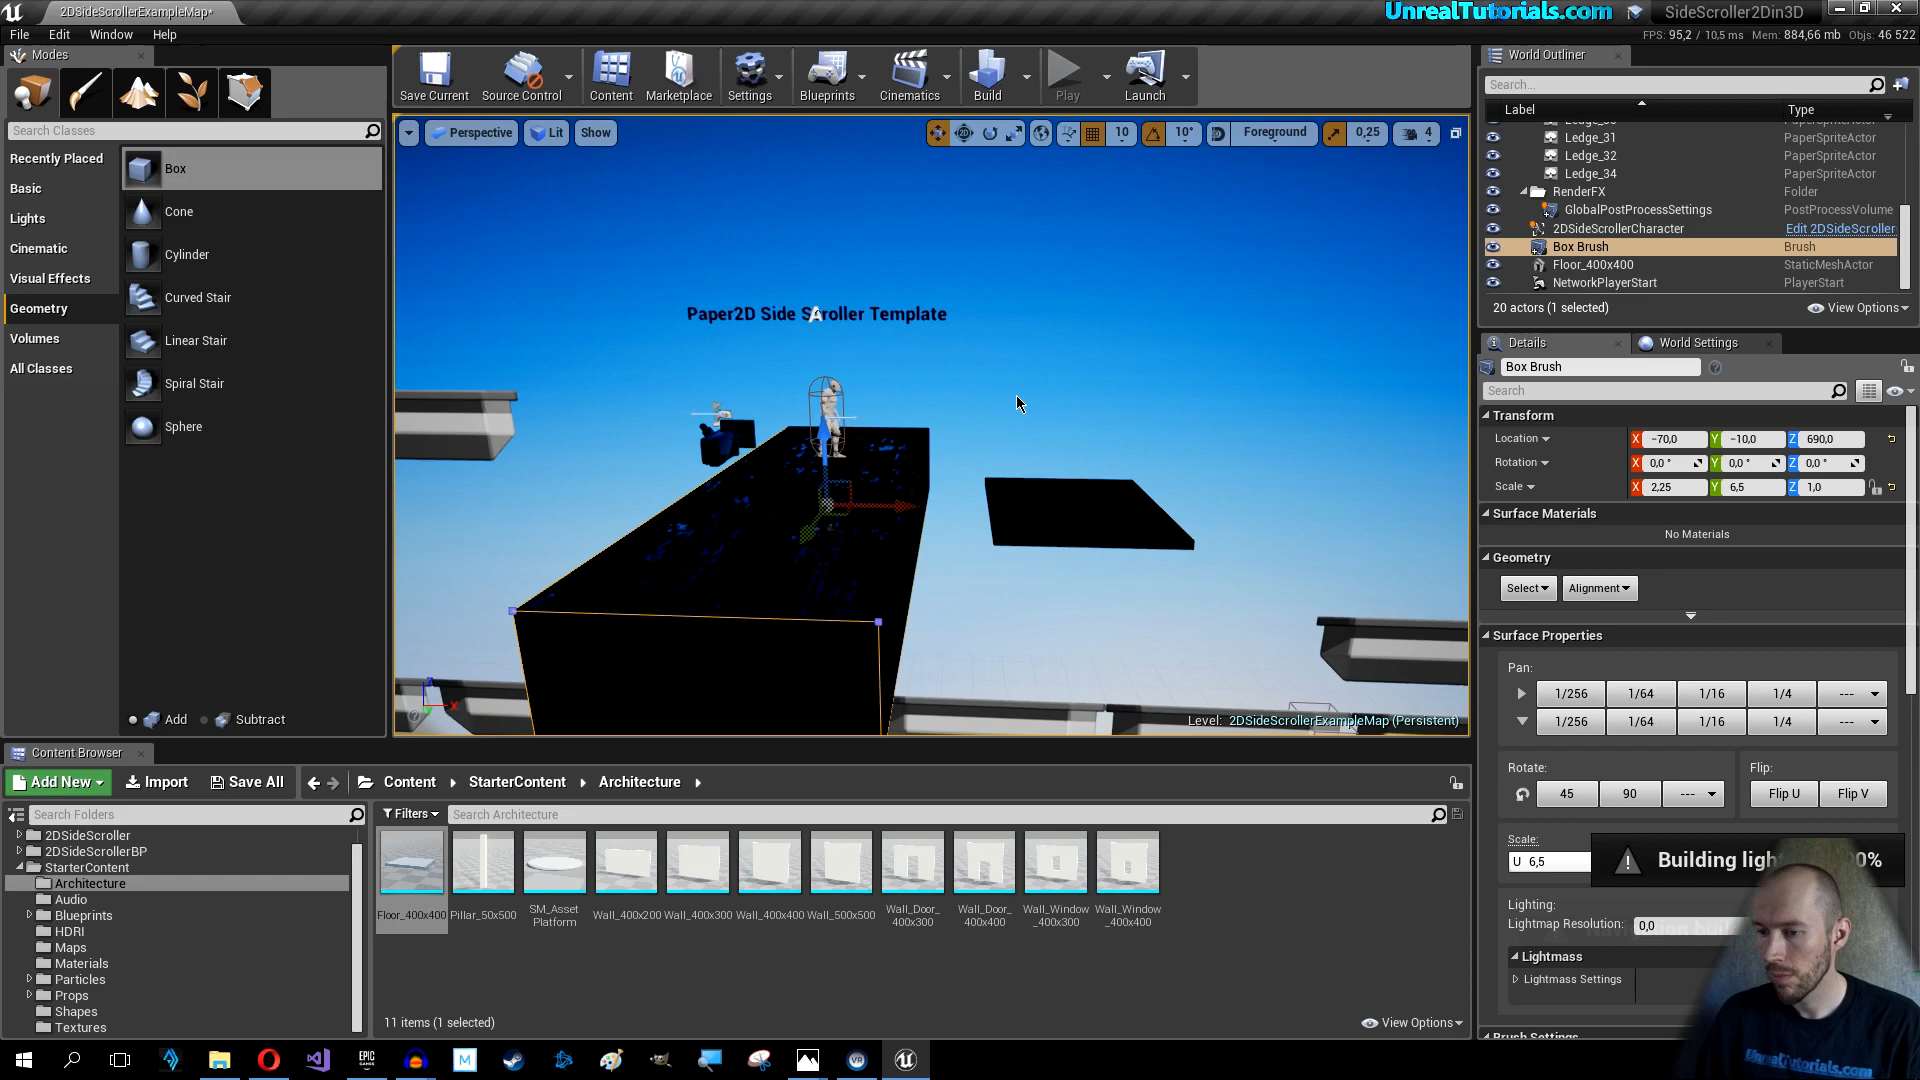 2DSideScrollerExampleMap*
UnrealTutorials.com
SideScroller2Din3D
File Edit Window Help
FPS: 95,2 / 10,5 ms Mem: 884,66 mb Objs: 46 522
Modes
Save Current
Source Control
Content
Marketplace
Settings
Blueprints
Cinematics
Build
Play
Launch
Search Classes
Recently Placed
Basic
Lights
Cinematic
Visual Effects
Geometry
Volumes
All Classes
Box
Cone
Cylinder
Curved Stair
Linear Stair
Spiral Stair
Sphere
Add
Subtract
Perspective
Lit
Show
10
10°
Foreground
0,25
4
Paper2D Side Scroller Template
X
Level: 2DSideScrollerExampleMap (Persistent)
World Outliner
Search...
Label Type
Ledge_31 PaperSpriteActor
Ledge_32 PaperSpriteActor
Ledge_34 PaperSpriteActor
RenderFX Folder
GlobalPostProcessSettings PostProcessVolume
2DSideScrollerCharacter Edit 2DSideScroller
Box Brush Brush
Floor_400x400 StaticMeshActor
NetworkPlayerStart PlayerStart
20 actors (1 selected)
View Options
Details
World Settings
Box Brush
Search
Transform
Location X -70,0 Y -10,0 Z 690,0
Rotation X 0,0 ° Y 0,0 ° Z 0,0 °
Scale X 2,25 Y 6,5 Z 1,0
Surface Materials
No Materials
Geometry
Select Alignment
Surface Properties
Pan:
1/256 1/64 1/16 1/4 ---
1/256 1/64 1/16 1/4 ---
Rotate: Flip:
45 90 --- Flip U Flip V
Scale:
U 6,5
Lighting:
Lightmap Resolution: 0,0
Lightmass
Lightmass Settings
Brush Settings
UnrealTutorials.com
Content Browser
Add New
Import
Save All
Content
StarterContent
Architecture
Search Folders
2DSideScroller
2DSideScrollerBP
StarterContent
Architecture
Audio
Blueprints
HDRI
Maps
Materials
Particles
Props
Shapes
Textures
Filters
Search Architecture
Floor_400x400
Pillar_50x500
SM_Asset
Platform
Wall_400x200
Wall_400x300
Wall_400x400
Wall_500x500
Wall_Door_
400x300
Wall_Door_
400x400
Wall_Window
_400x300
Wall_Window
_400x400
11 items (1 selected)
View Options
EPIC
GAMES
M
VR